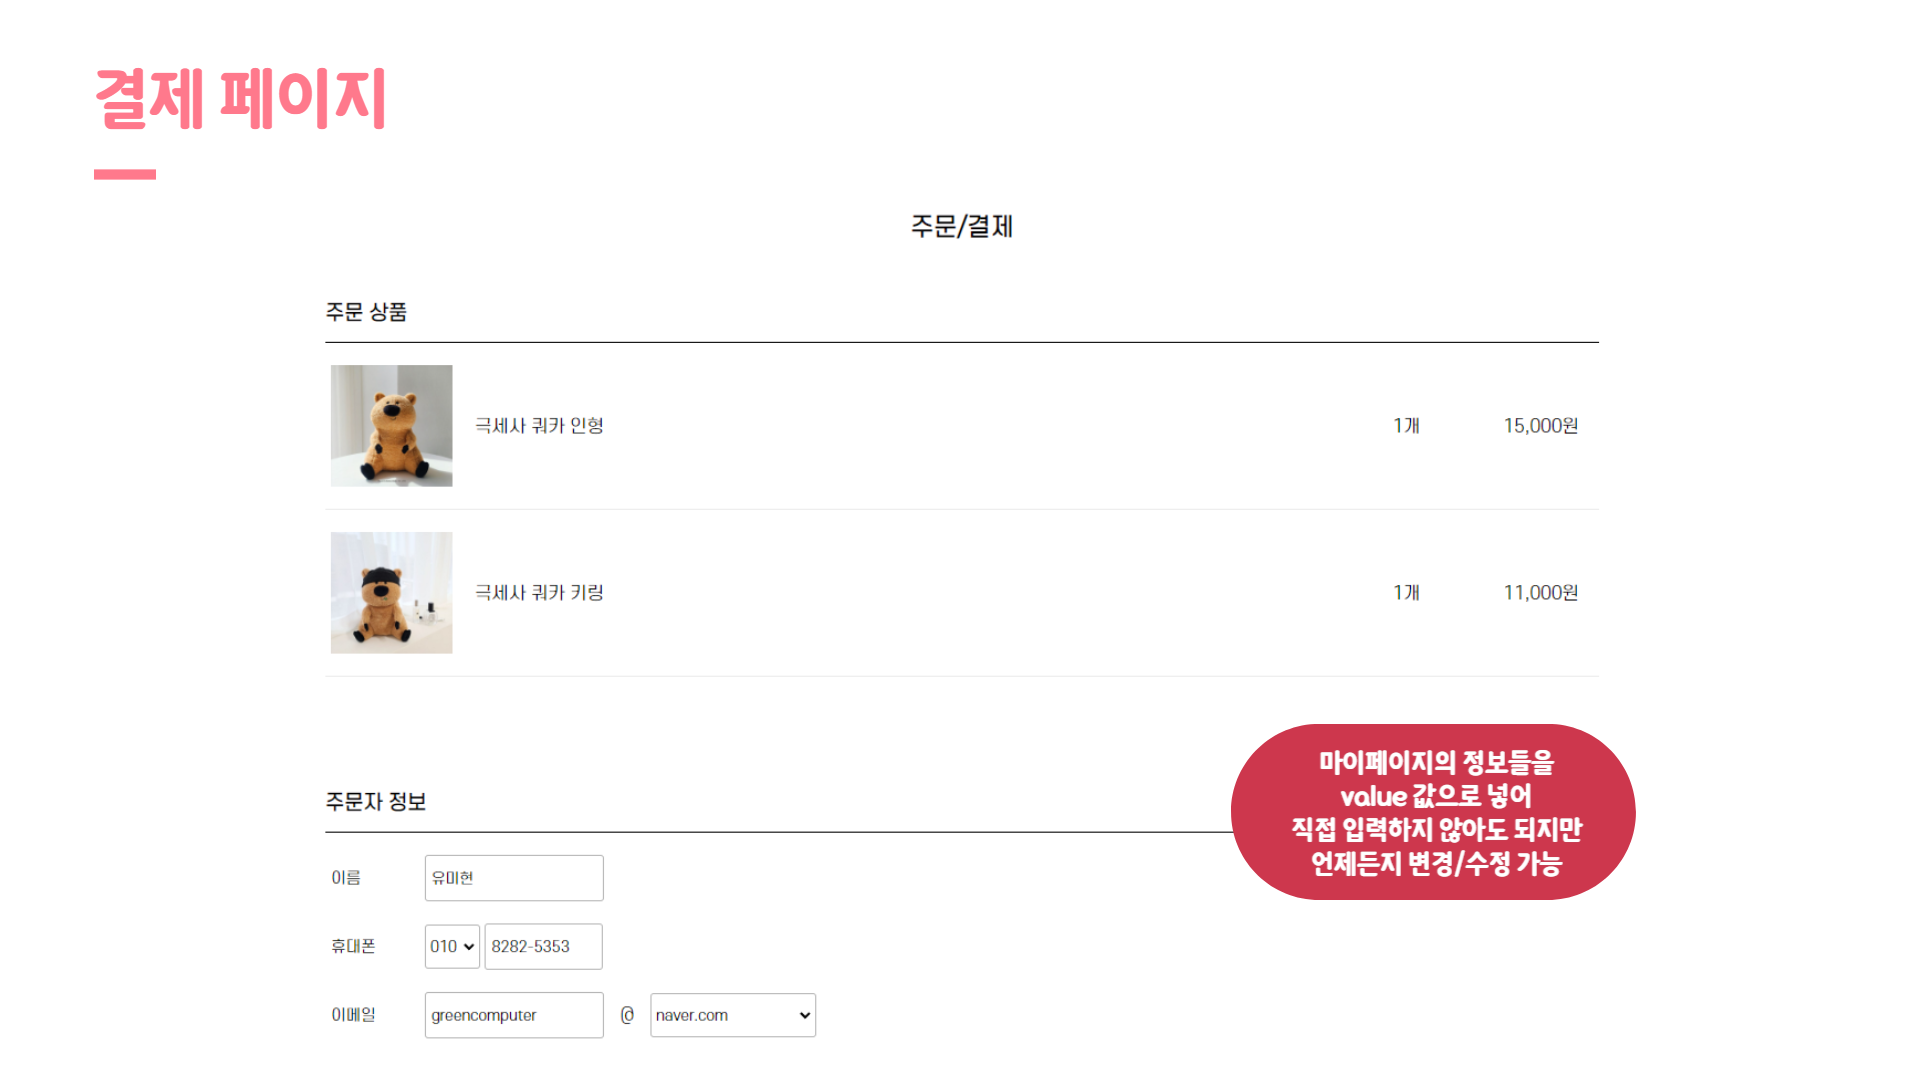 결제 페이지
주문/결제
주문 상품
극세사 쿼카 인형 1개 15,000원
극세사 쿼카 키링 1개 11,000원
마이페이지의 정보들을
value 값으로 넣어
직접 입력하지 않아도 되지만
언제든지 변경/수정 가능
주문자 정보
이름 유미현
휴대폰 010 8282-5353
이메일 greencomputer @ naver.com